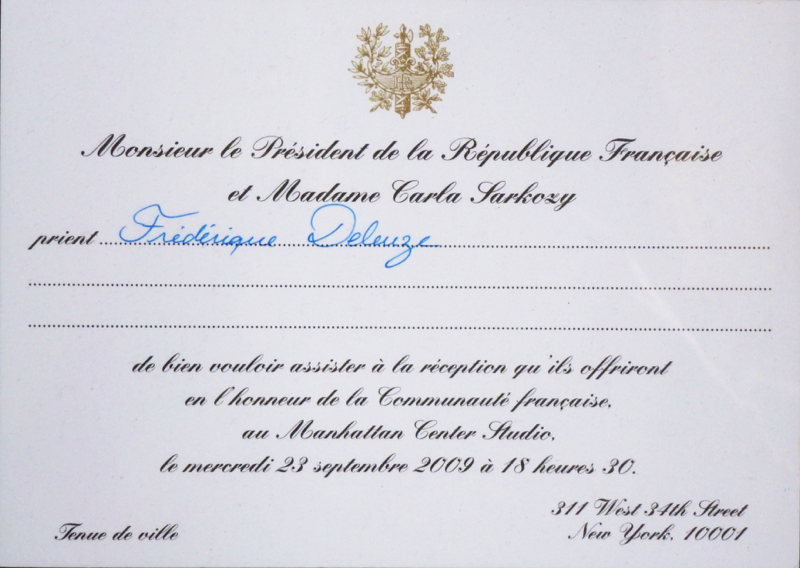 Monsieur le Président de la République Française
et Madame Carla Sarkozy
prient Frédérique Deleuze
de bien vouloir assister à la réception qu'ils offriront
en l'honneur de la Communauté française,
au Manhattan Center Studio,
le mercredi 23 septembre 2009 à 18 heures 30.
311 West 34th Street
Tenue de ville New York, 10001